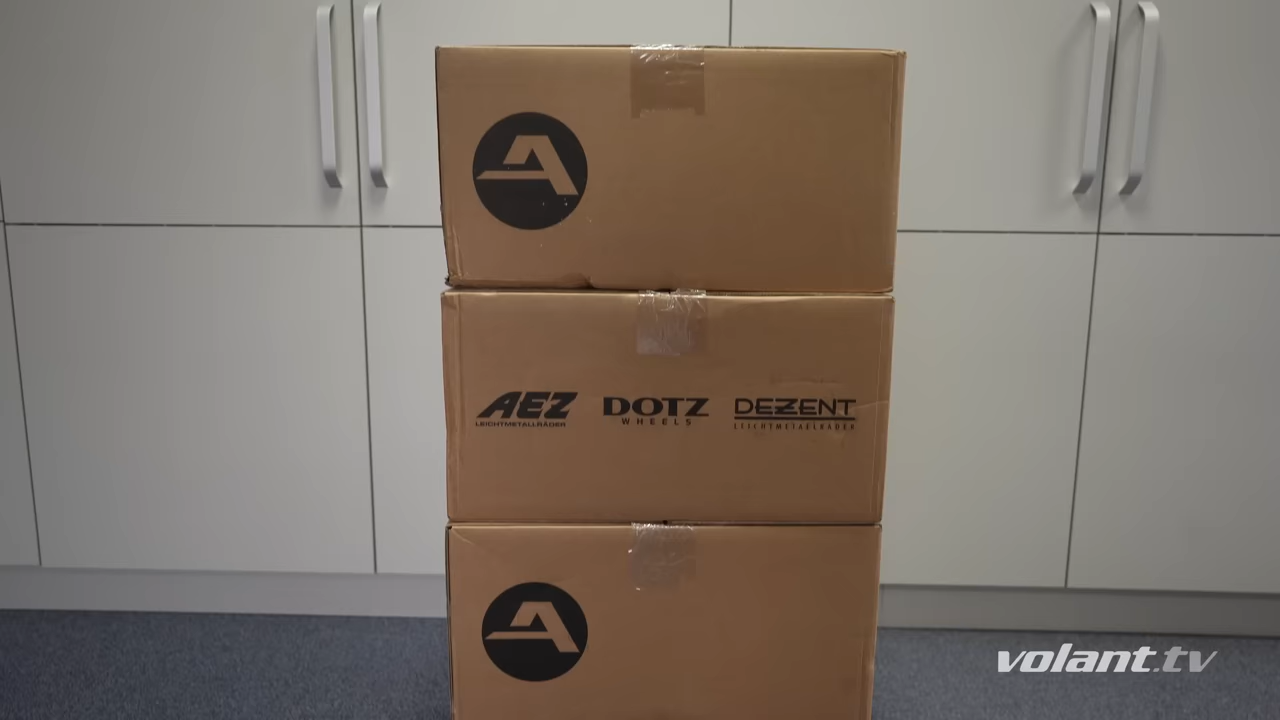 A
AEZ DOTZ DEZENT
LEICHTMETALLRÄDER WHEELS LEICHTMETALLRÄDER
A
volant.tv